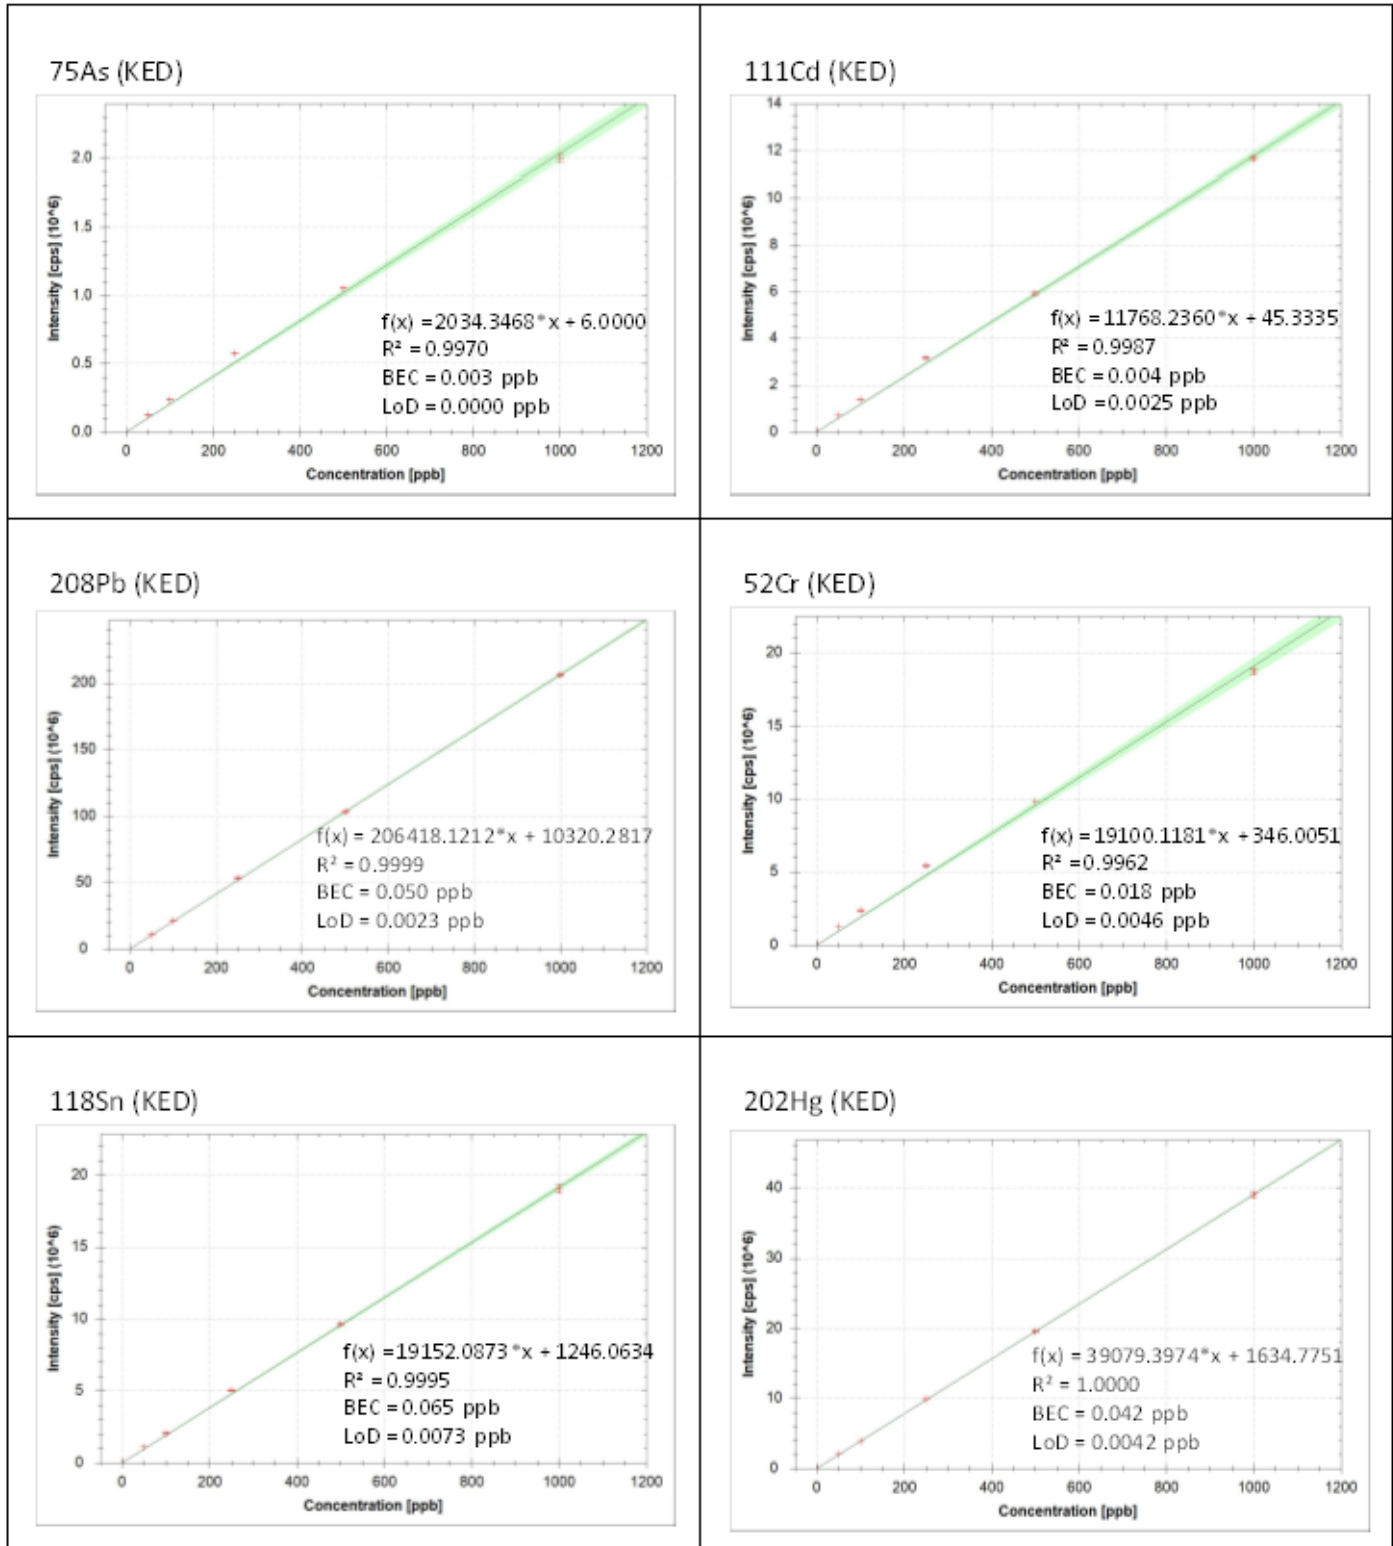 75As (KED)
Intensity [cps] (10^6)
2.0
1.5
1.0
0.5
0.0
f(x) =2034.3468*x + 6.0000
R² = 0.9970
BEC = 0.003 ppb
LoD = 0.0000 ppb
0 200 400 600 800 1000 1200
Concentration [ppb]
111Cd (KED)
Intensity [cps] (10^6)
14
12
10
8
6
4
2
0
f(x) = 11768.2360*x + 45.3335
R² = 0.9987
BEC = 0.004 ppb
LoD =0.0025 ppb
0 200 400 600 800 1000 1200
Concentration [ppb]
208Pb (KED)
Intensity [cps] (10^6)
200
150
100
50
0
f(x) = 206418.1212*x + 10320.2817
R² = 0.9999
BEC = 0.050 ppb
LoD = 0.0023 ppb
0 200 400 600 800 1000 1200
Concentration [ppb]
52Cr (KED)
Intensity [cps] (10^6)
20
15
10
5
0
f(x) =19100.1181*x + 346.0051
R² =0.9962
BEC = 0.018 ppb
LoD = 0.0046 ppb
0 200 400 600 800 1000 1200
Concentration [ppb]
118Sn (KED)
Intensity [cps] (10^6)
20
15
10
5
0
f(x) =19152.0873*x + 1246.0634
R² = 0.9995
BEC = 0.065 ppb
LoD =0.0073 ppb
0 200 400 600 800 1000 1200
Concentration [ppb]
202Hg (KED)
Intensity [cps] (10^6)
40
30
20
10
0
f(x) = 39079.3974*x + 1634.7751
R² = 1.0000
BEC = 0.042 ppb
LoD = 0.0042 ppb
0 200 400 600 800 1000 1200
Concentration [ppb]